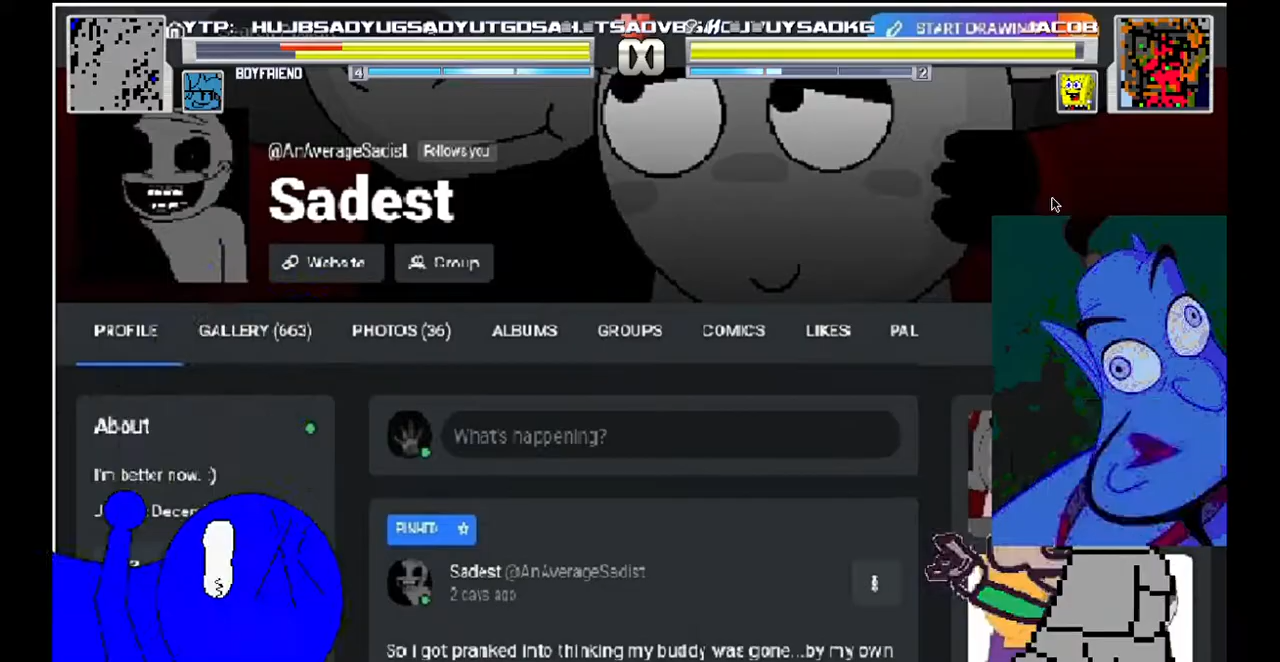 START DRAWING
JACOB
BOYFRIEND
4
2
@AnAverageSadist Follows you
Sadest
Website Group
PROFILE GALLERY (663) PHOTOS (36) ALBUMS GROUPS COMICS LIKES PAL
About
What's happening?
I'm better now. :)
PINNED
Sadest @AnAverageSadist
2 days ago
So i got pranked into thinking my buddy was gone...by my own